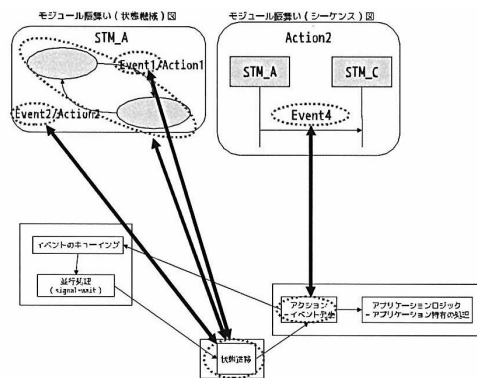 モジュール振舞い(状態機械)図
モジュール振舞い(シーケンス)図
STM_A
Event1/Action1
Event2/Action2
Action2
STM_A
STM_C
Event4
イベントのキューイング
並行処理
(signal-wait)
アクション
- イベント発生
アプリケーションロジック
- アプリケーション特有の処理
状態遷移